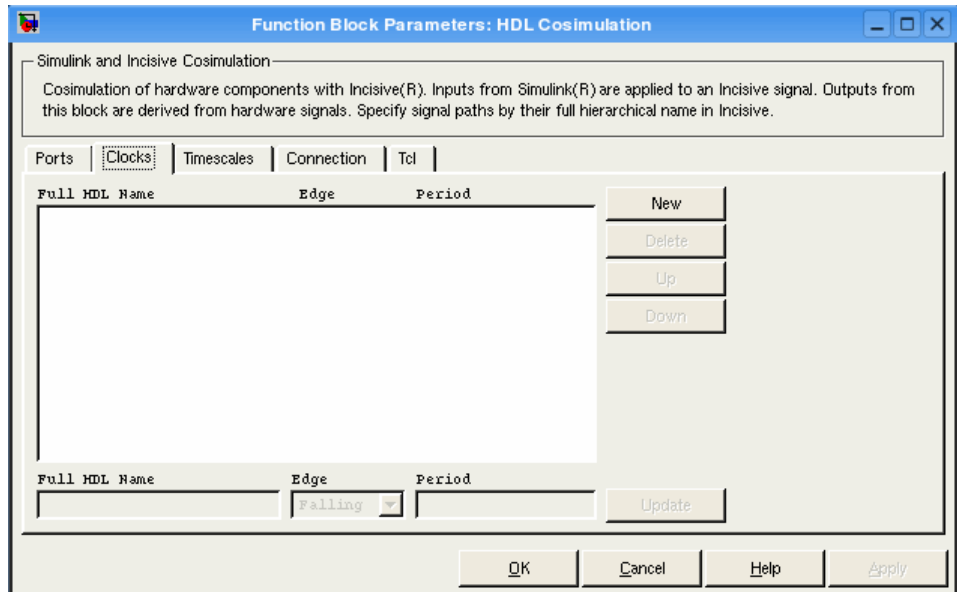 Function Block Parameters: HDL Cosimulation
Simulink and Incisive Cosimulation
Cosimulation of hardware components with Incisive(R). Inputs from Simulink(R) are applied to an Incisive signal. Outputs from
this block are derived from hardware signals. Specify signal paths by their full hierarchical name in Incisive.
Ports Clocks Timescales Connection Tcl
Full HDL Name Edge Period
New
Delete
Up
Down
Full HDL Name Edge Period
Falling Update
OK Cancel Help Apply